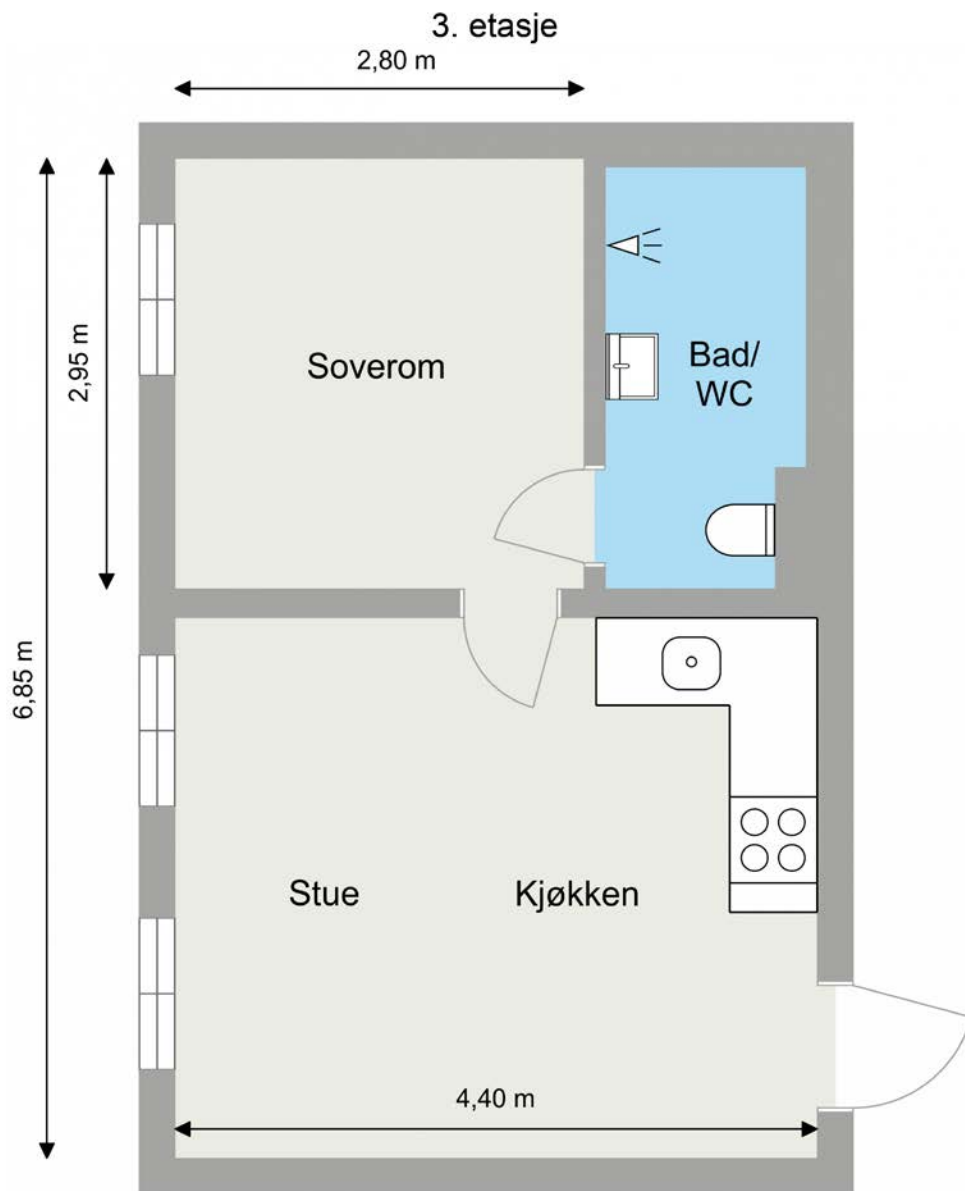 3. etasje
2,80 m
2,95 m
6,85 m
Soverom
Bad/
WC
Stue
Kjøkken
4,40 m